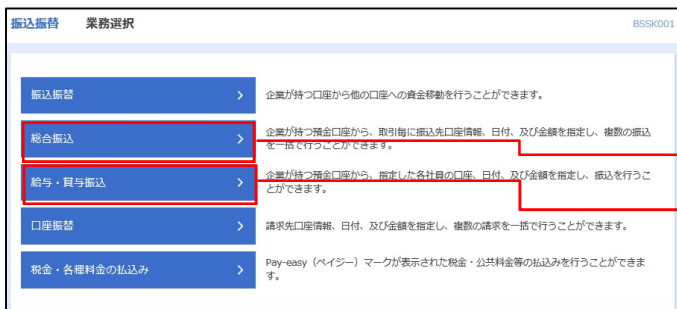 振込振替 業務選択 BSSK001
振込振替 企業が持つ口座から他の口座への資金移動を行うことができます。
総合振込 企業が持つ預金口座から、取引毎に振込先口座情報、日付、及び金額を指定し、複数の振込
を一括で行うことができます。
給与・賞与振込 企業が持つ預金口座から、指定した各社員の口座、日付、及び金額を指定し、振込を行うこ
とができます。
口座振替 請求先口座情報、日付、及び金額を指定し、複数の請求を一括で行うことができます。
税金・各種料金の払込み Pay-easy（ペイジー）マークが表示された税金・公共料金等の払込みを行うことができま
す。